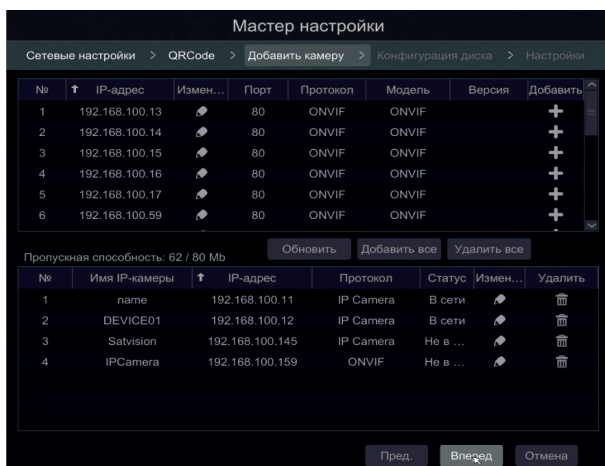 Мастер настройки
Сетевые настройки > QRCode > Добавить камеру > Конфигурация диска > Настройки
№ IP-адрес Измен... Порт Протокол Модель Версия Добавить
1 192.168.100.13 80 ONVIF ONVIF
2 192.168.100.14 80 ONVIF ONVIF
3 192.168.100.15 80 ONVIF ONVIF
4 192.168.100.16 80 ONVIF ONVIF
5 192.168.100.17 80 ONVIF ONVIF
6 192.168.100.59 80 ONVIF ONVIF
Пропускная способность: 62 / 80 Mb Обновить Добавить все Удалить все
№ Имя IP-камеры IP-адрес Протокол Статус Измен... Удалить
1 name 192.168.100.11 IP Camera В сети
2 DEVICE01 192.168.100.12 IP Camera В сети
3 Satvision 192.168.100.145 IP Camera Не в ...
4 IPCamera 192.168.100.159 ONVIF Не в ...
Пред. Вперед Отмена